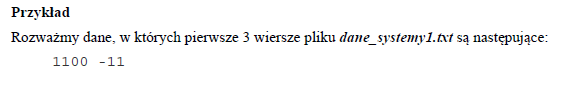 Przykład
Rozważmy dane, w których pierwsze 3 wiersze pliku dane_systemy1.txt są następujące:
1100 -11